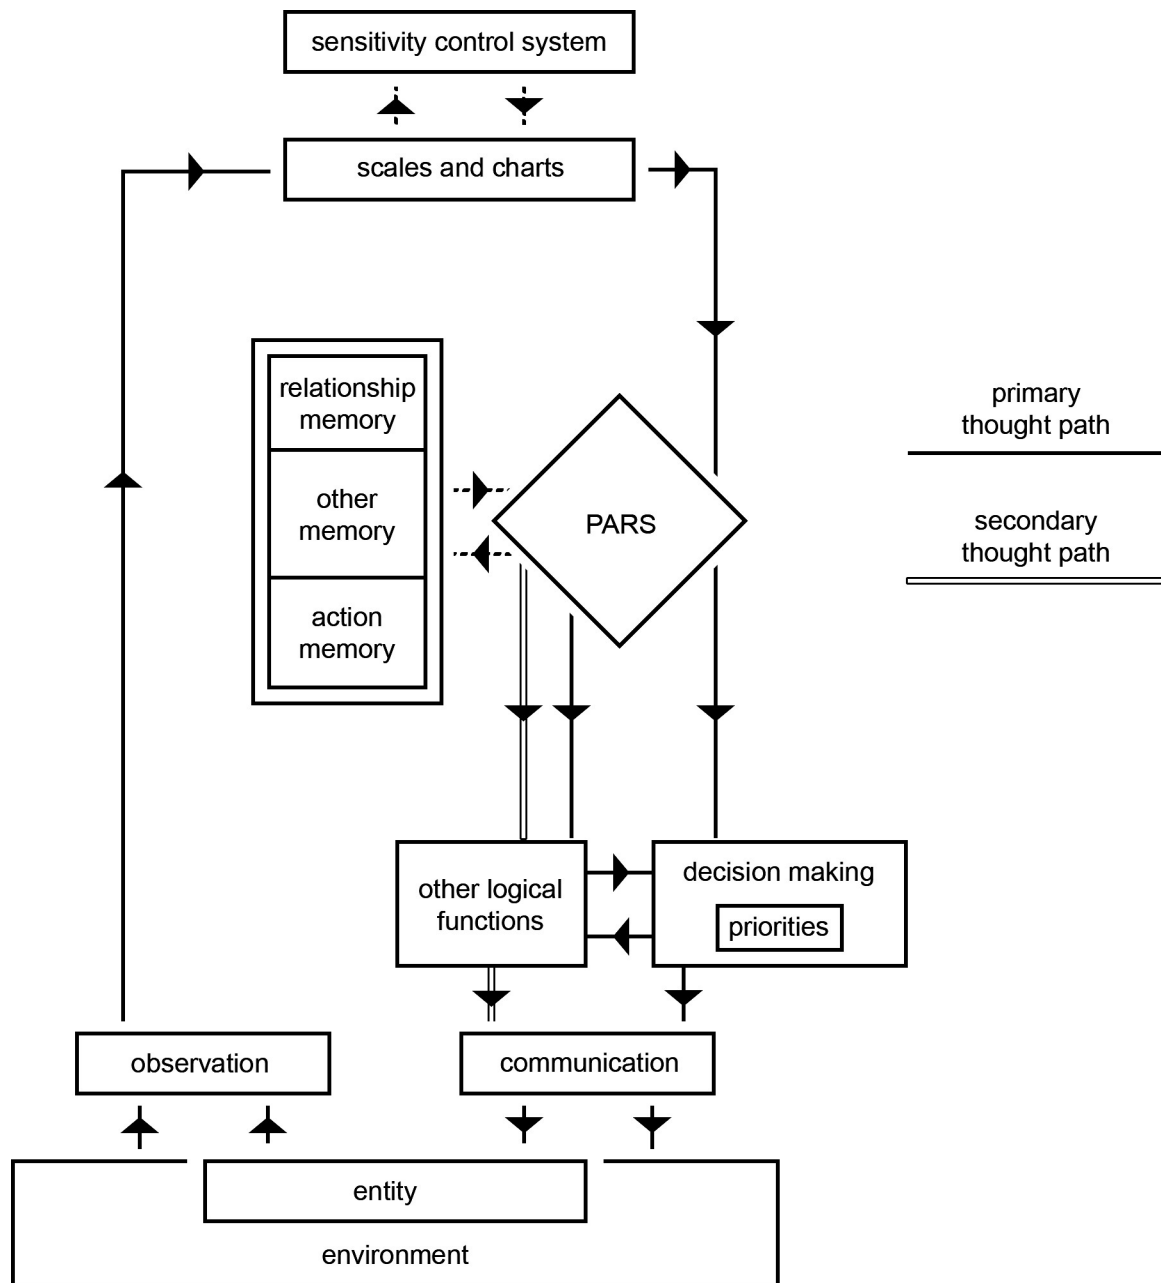 sensitivity control system
scales and charts
relationship
memory
other
memory
action
memory
PARS
primary
thought path
secondary
thought path
other logical
functions
decision making
priorities
observation
communication
entity
environment